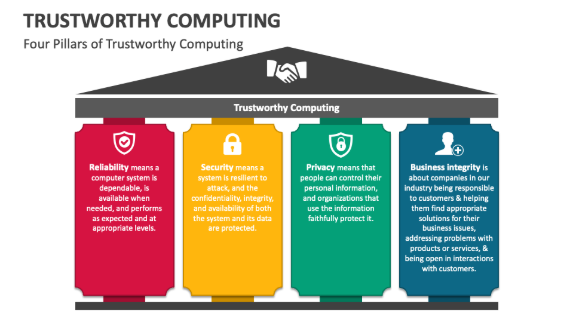 TRUSTWORTHY COMPUTING
Four Pillars of Trustworthy Computing
Trustworthy Computing
Reliability means a
computer system is
dependable, is
available when
needed, and performs
as expected and at
appropriate levels.
Security means a
system is resilient to
attack, and the
confidentiality, integrity,
and availability of both
the system and its data
are protected.
Privacy means that
people can control their
personal information,
and organizations that
use the information
faithfully protect it.
Business integrity is
about companies in our
industry being responsible
to customers & helping
them find appropriate
solutions for their
business issues,
addressing problems with
products or services, &
being open in interactions
with customers.